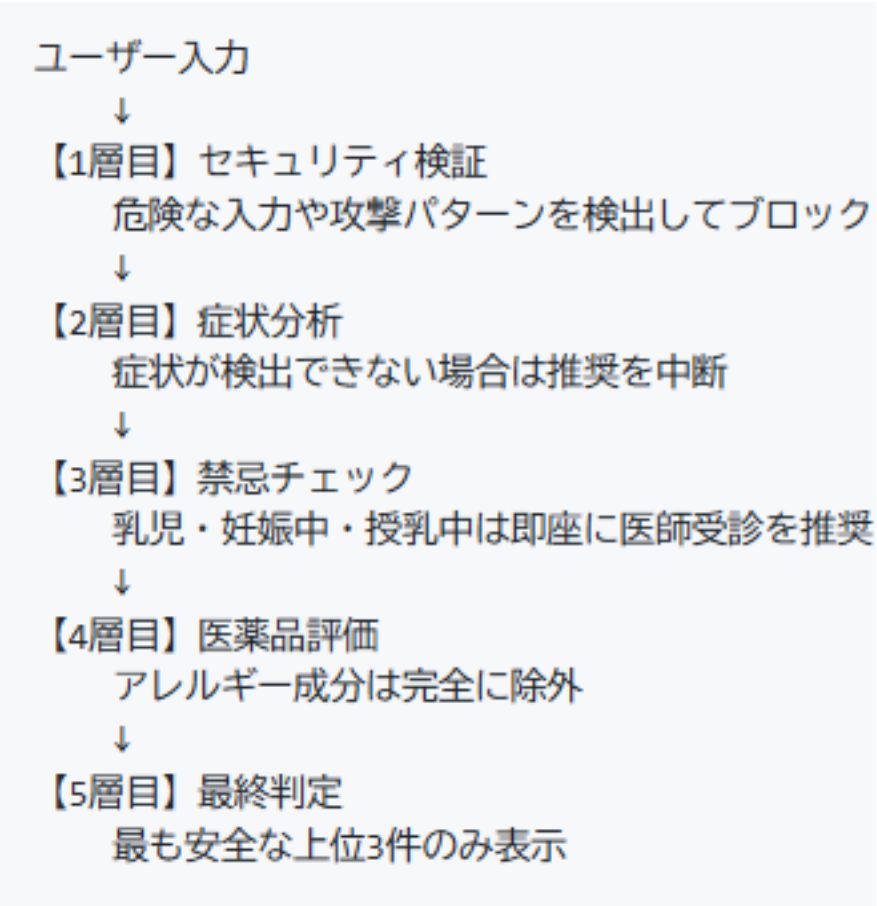 ユーザー入力
↓
【1層目】セキュリティ検証
危険な入力や攻撃パターンを検出してブロック
↓
【2層目】症状分析
症状が検出できない場合は推奨を中断
↓
【3層目】禁忌チェック
乳児・妊娠中・授乳中は即座に医師受診を推奨
↓
【4層目】医薬品評価
アレルギー成分は完全に除外
↓
【5層目】最終判定
最も安全な上位3件のみ表示